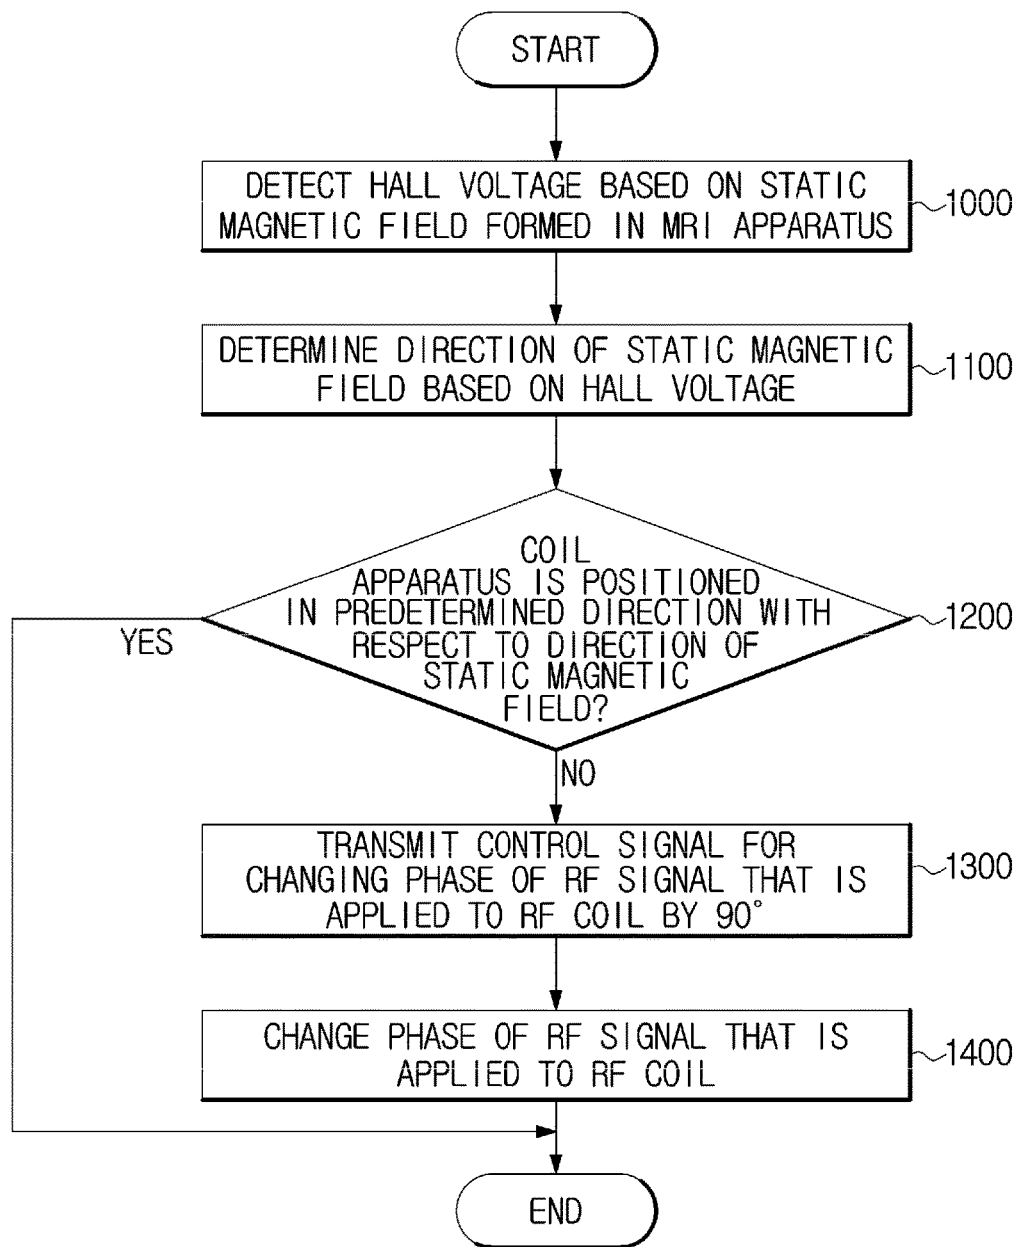 START
DETECT HALL VOLTAGE BASED ON STATIC
MAGNETIC FIELD FORMED IN MRI APPARATUS
1000
DETERMINE DIRECTION OF STATIC MAGNETIC
FIELD BASED ON HALL VOLTAGE
1100
COIL
APPARATUS IS POSITIONED
IN PREDETERMINED DIRECTION WITH
RESPECT TO DIRECTION OF
STATIC MAGNETIC
FIELD?
1200
YES
NO
TRANSMIT CONTROL SIGNAL FOR
CHANGING PHASE OF RF SIGNAL THAT IS
APPLIED TO RF COIL BY 90°
1300
CHANGE PHASE OF RF SIGNAL THAT IS
APPLIED TO RF COIL
1400
END